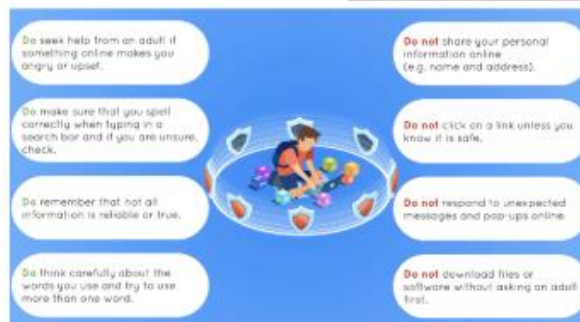 Do seek help from an adult if
something online makes you
angry or upset.
Do make sure that you spell
correctly when typing in a
search bar and if you are unsure,
check.
Do remember that not all
information is reliable or true.
Do think carefully about the
words you use and try to use
more than one word.
Do not share your personal
information online
(e.g. name and address).
Do not click on a link unless you
know it is safe.
Do not respond to unexpected
messages and pop-ups online.
Do not download files or
software without asking an adult
first.